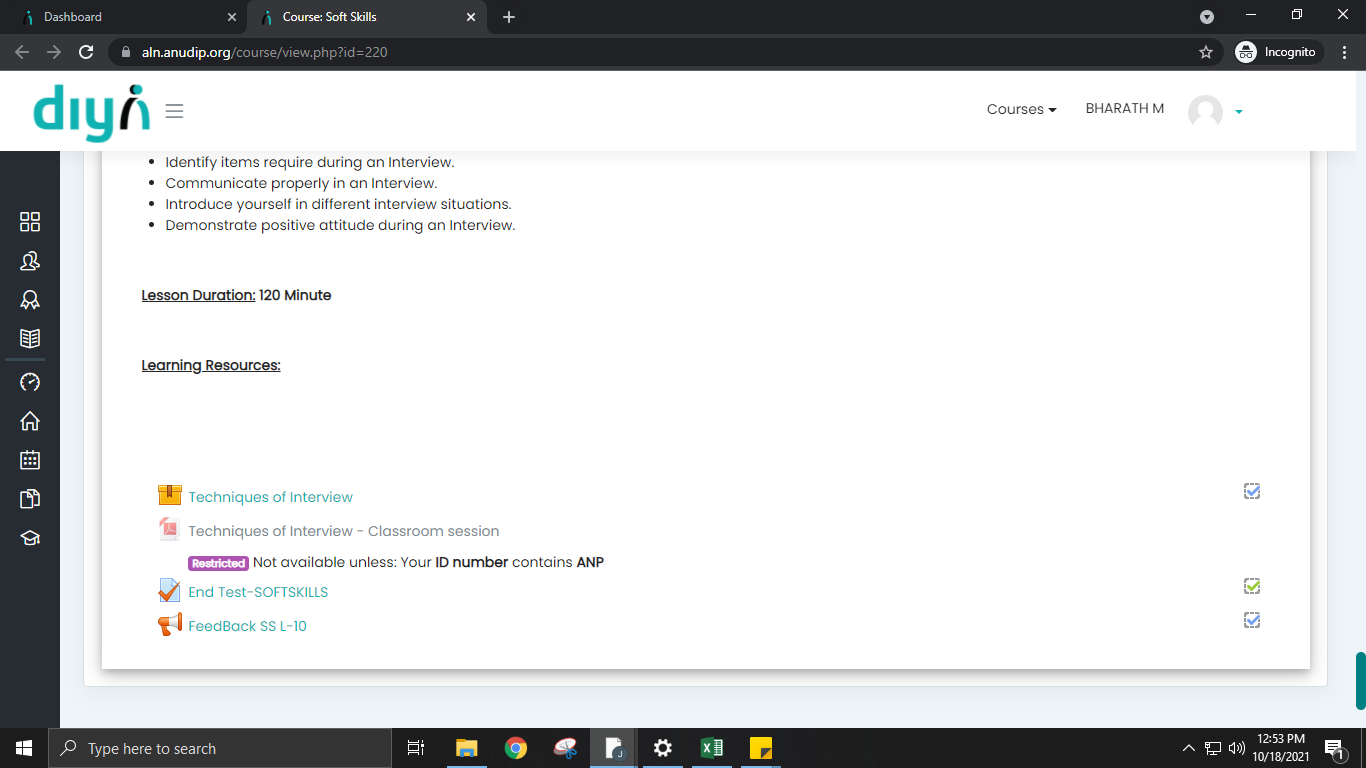 Dashboard
Course: Soft Skills
aln.anudip.org/course/view.php?id=220
Incognito
diya
Courses
BHARATH M
Identify items require during an Interview.
Communicate properly in an Interview.
Introduce yourself in different interview situations.
Demonstrate positive attitude during an Interview.
Lesson Duration: 120 Minute
Learning Resources:
Techniques of Interview
Techniques of Interview - Classroom session
Restricted Not available unless: Your ID number contains ANP
End Test-SOFTSKILLS
FeedBack SS L-10
Type here to search
12:53 PM
10/18/2021
1